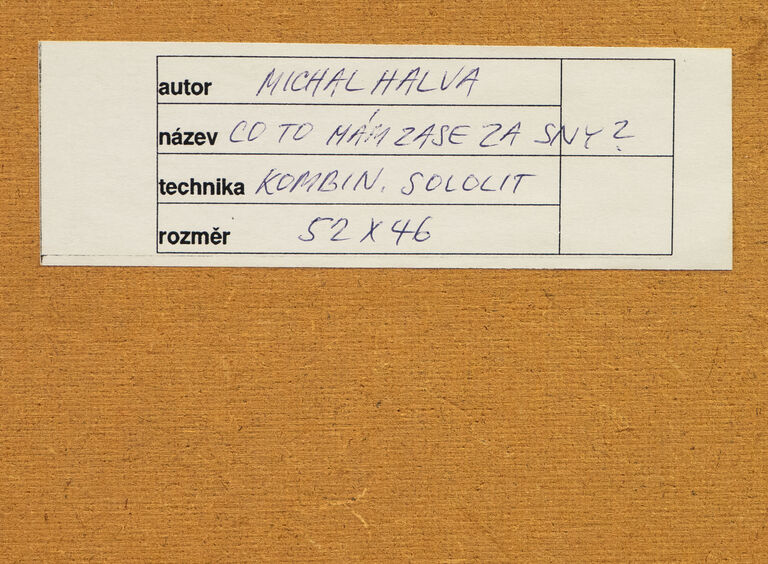 autor MICHAL HALVA
název CO TO MÁM ZASE ZA SNY?
technika KOMBIN. SOLOLIT
rozměr 52 X 46